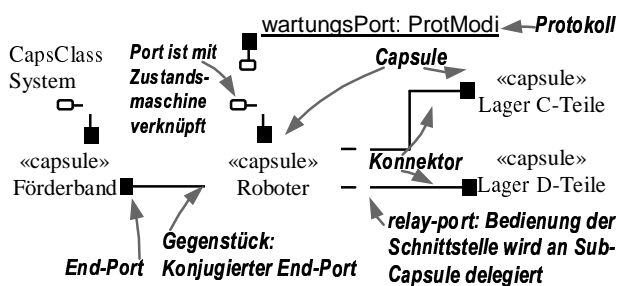 wartungsPort: ProtModi
Protokoll
CapsClass
System
Port ist mit
Zustands-
maschine
verknüpft
Capsule
«capsule»
Lager C-Teile
«capsule»
Förderband
«capsule»
Roboter
Konnektor
«capsule»
Lager D-Teile
End-Port
Gegenstück:
Konjugierter End-Port
relay-port: Bedienung der
Schnittstelle wird an Sub-
Capsule delegiert